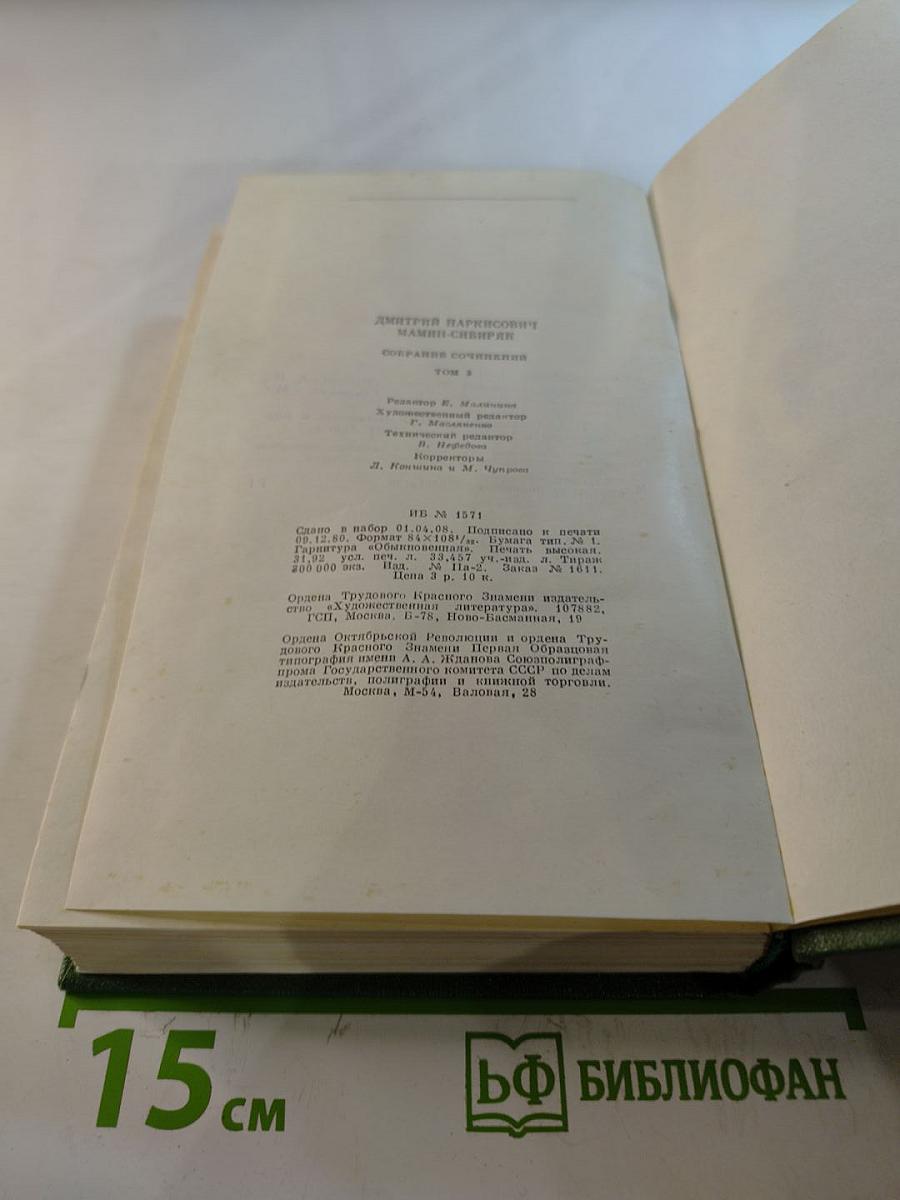 ДМИТРИЙ НАРКИСОВИЧ
МАМИН-СИБИРЯК
СОБРАНИЕ СОЧИНЕНИЙ
ТОМ
Редактор Е. Малинина
Художественный редактор
Г. Масляненко
Технический редактор
В. Нефедова
Корректоры
Л. Коншина и М. Чупрова
ИБ № 1571
Сдано в набор 01.04.08. Подписано к печати
09.12.80. Формат 84×108¹/₃₂. Бумага тип. № 1.
Гарнитура «Обыкновенная». Печать высокая.
31,92 усл. печ. л. 33,457 уч.-изд. л. Тираж
300 000 экз. Изд. № IIа-2. Заказ № 1611.
Цена 3 р. 10 к.
Ордена Трудового Красного Знамени издатель-
ство «Художественная литература». 107882,
ГСП, Москва, Б-78, Ново-Басманная, 19
Ордена Октябрьской Революции и ордена Тру-
дового Красного Знамени Первая Образцовая
типография имени А. А. Жданова Союзполиграф-
прома Государственного комитета СССР по делам
издательств, полиграфии и книжной торговли.
Москва, М-54, Валовая, 28
15 см
БФ БИБЛИОФАН